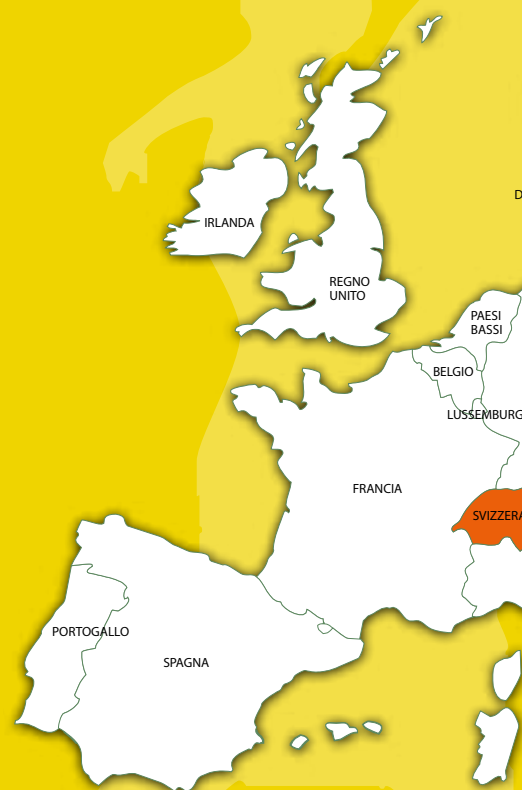 D
IRLANDA
REGNO
UNITO
PAESI
BASSI
BELGIO
LUSSEMBURG
FRANCIA
SVIZZERA
PORTOGALLO
SPAGNA